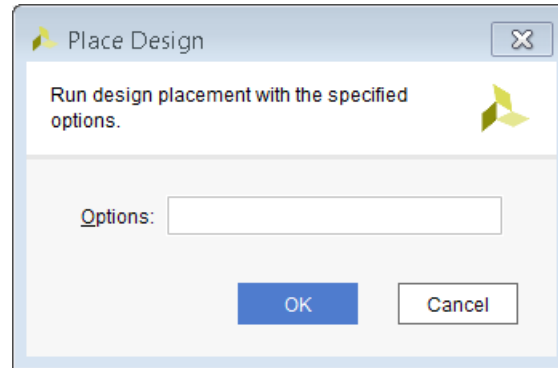 Place Design
Run design placement with the specified
options.
Options:
OK
Cancel